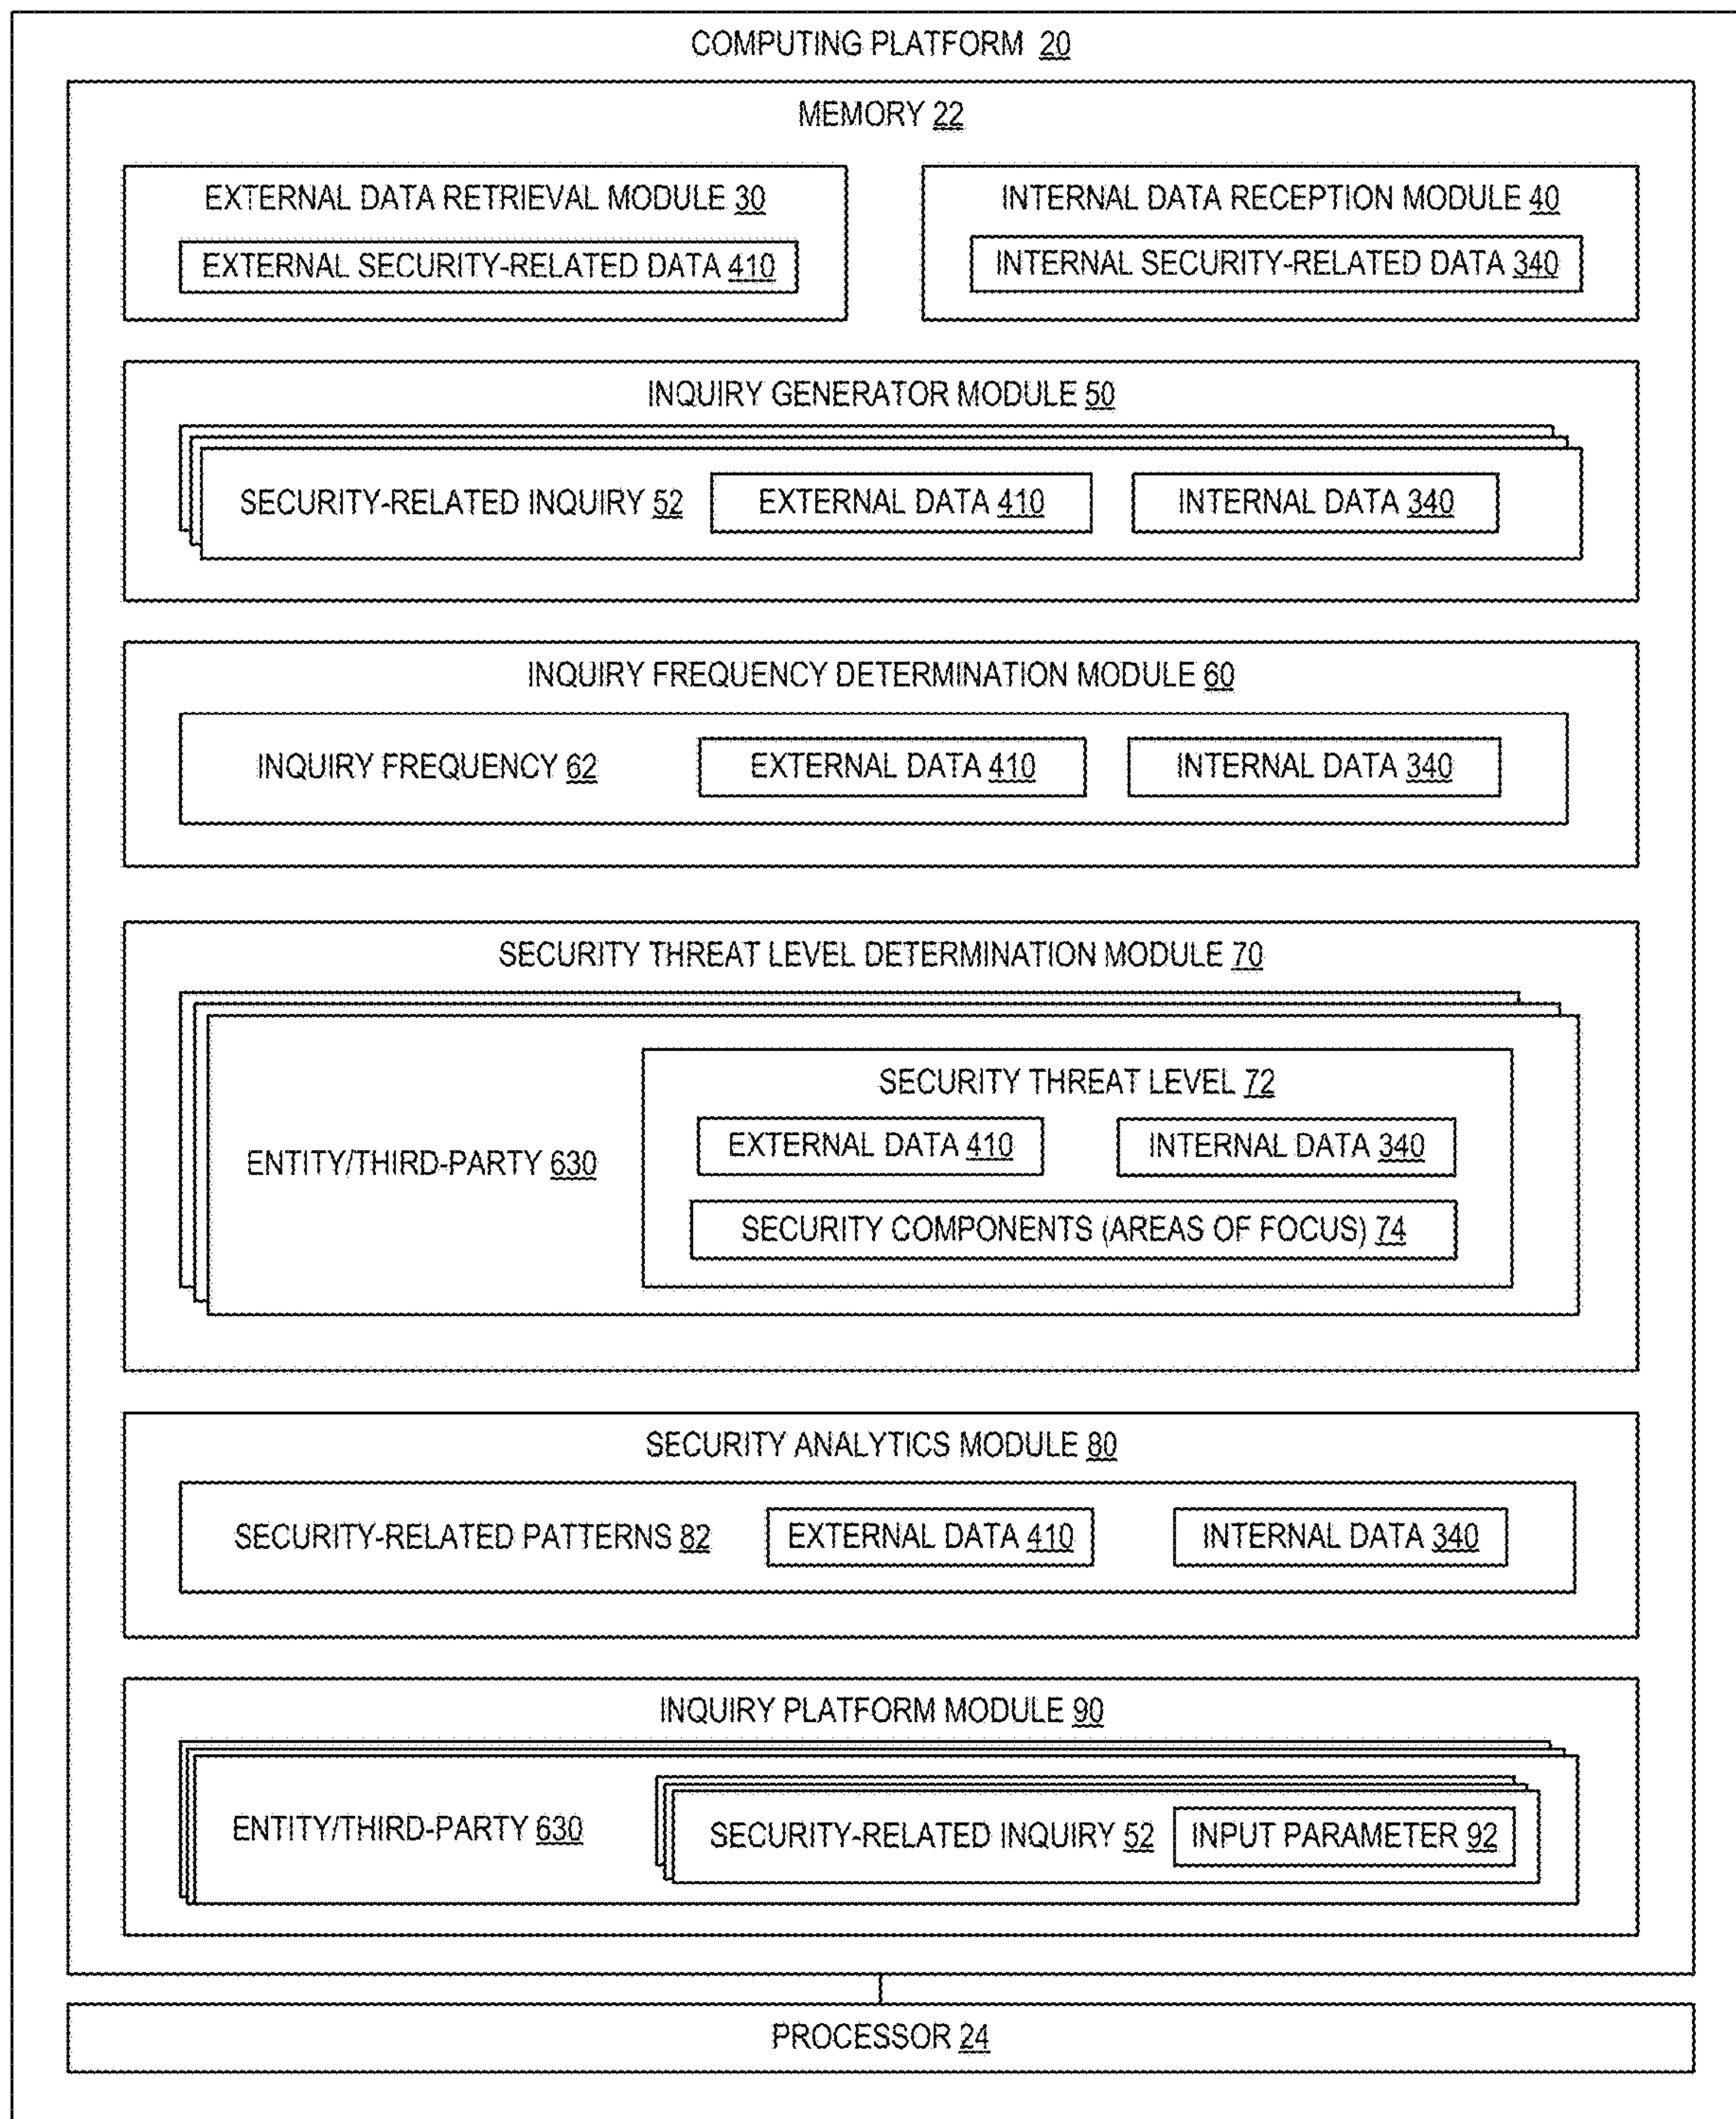 COMPUTING PLATFORM 20
MEMORY 22
EXTERNAL DATA RETRIEVAL MODULE 30
EXTERNAL SECURITY-RELATED DATA 410
INTERNAL DATA RECEPTION MODULE 40
INTERNAL SECURITY-RELATED DATA 340
INQUIRY GENERATOR MODULE 50
SECURITY-RELATED INQUIRY 52 EXTERNAL DATA 410 INTERNAL DATA 340
INQUIRY FREQUENCY DETERMINATION MODULE 60
INQUIRY FREQUENCY 62 EXTERNAL DATA 410 INTERNAL DATA 340
SECURITY THREAT LEVEL DETERMINATION MODULE 70
ENTITY/THIRD-PARTY 630
SECURITY THREAT LEVEL 72
EXTERNAL DATA 410 INTERNAL DATA 340
SECURITY COMPONENTS (AREAS OF FOCUS) 74
SECURITY ANALYTICS MODULE 80
SECURITY-RELATED PATTERNS 82 EXTERNAL DATA 410 INTERNAL DATA 340
INQUIRY PLATFORM MODULE 90
ENTITY/THIRD-PARTY 630 SECURITY-RELATED INQUIRY 52 INPUT PARAMETER 92
PROCESSOR 24